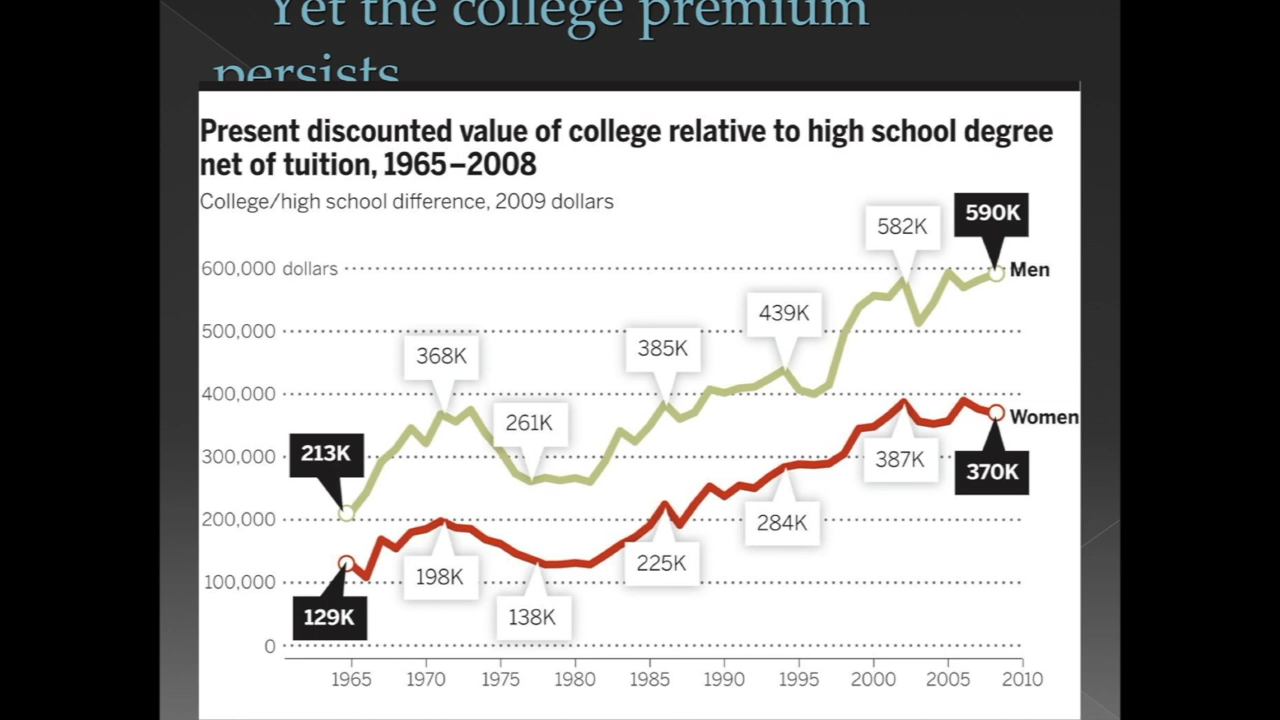 Yet the college premium
persists
Present discounted value of college relative to high school degree
net of tuition, 1965–2008
College/high school difference, 2009 dollars
590K
582K
600,000 dollars
Men
439K
500,000
385K
368K
400,000
261K
Women
213K
300,000
387K
370K
200,000
284K
225K
198K
100,000
129K
138K
0
1965 1970 1975 1980 1985 1990 1995 2000 2005 2010